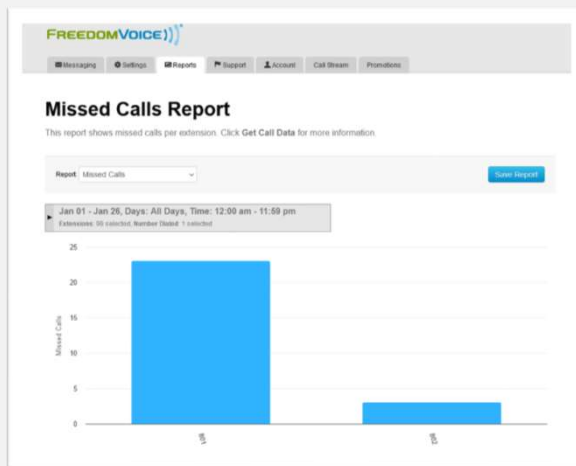 FREEDOMVOICE
Messaging Settings Reports Support Account Call Stream Promotions
Missed Calls Report
This report shows missed calls per extension. Click Get Call Data for more information
Report Missed Calls Save Report
Jan 01 - Jan 26, Days: All Days, Time: 12:00 am - 11:59 pm
Extensions: selected, Number Dialed: 1 selected
25
20
15
10
5
0
Missed Calls
801
802